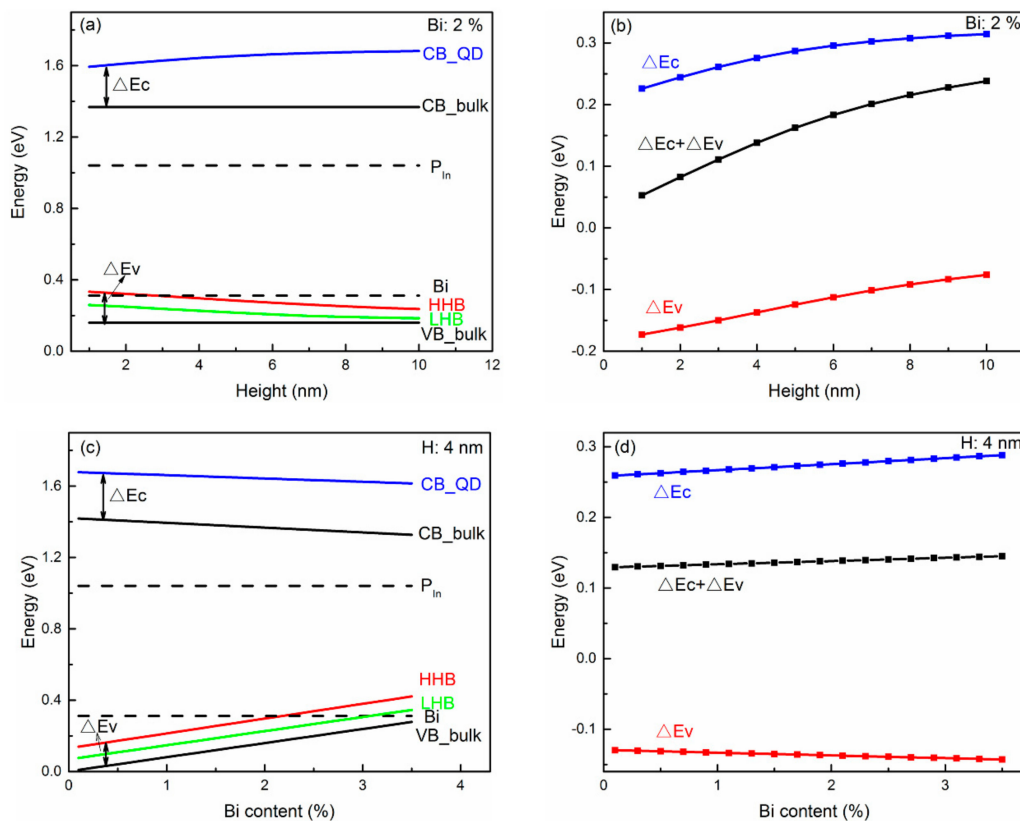 (a)
Bi: 2 %
CB_QD
△Ec
CB_bulk
P_In
△Ev
Bi
HHB
LHB
VB_bulk
1.6
1.2
0.8
0.4
0.0
2 4 6 8 10 12
Energy (eV)
Height (nm)
(b)
Bi: 2 %
△Ec
△Ec+△Ev
△Ev
0.3
0.2
0.1
0.0
-0.1
-0.2
0 2 4 6 8 10
Energy (eV)
Height (nm)
(c)
H: 4 nm
CB_QD
△Ec
CB_bulk
P_In
HHB
LHB
Bi
△Ev
VB_bulk
1.6
1.2
0.8
0.4
0.0
0 1 2 3 4
Energy (eV)
Bi content (%)
(d)
H: 4 nm
△Ec
△Ec+△Ev
△Ev
0.3
0.2
0.1
0.0
-0.1
0 1 2 3
Energy (eV)
Bi content (%)